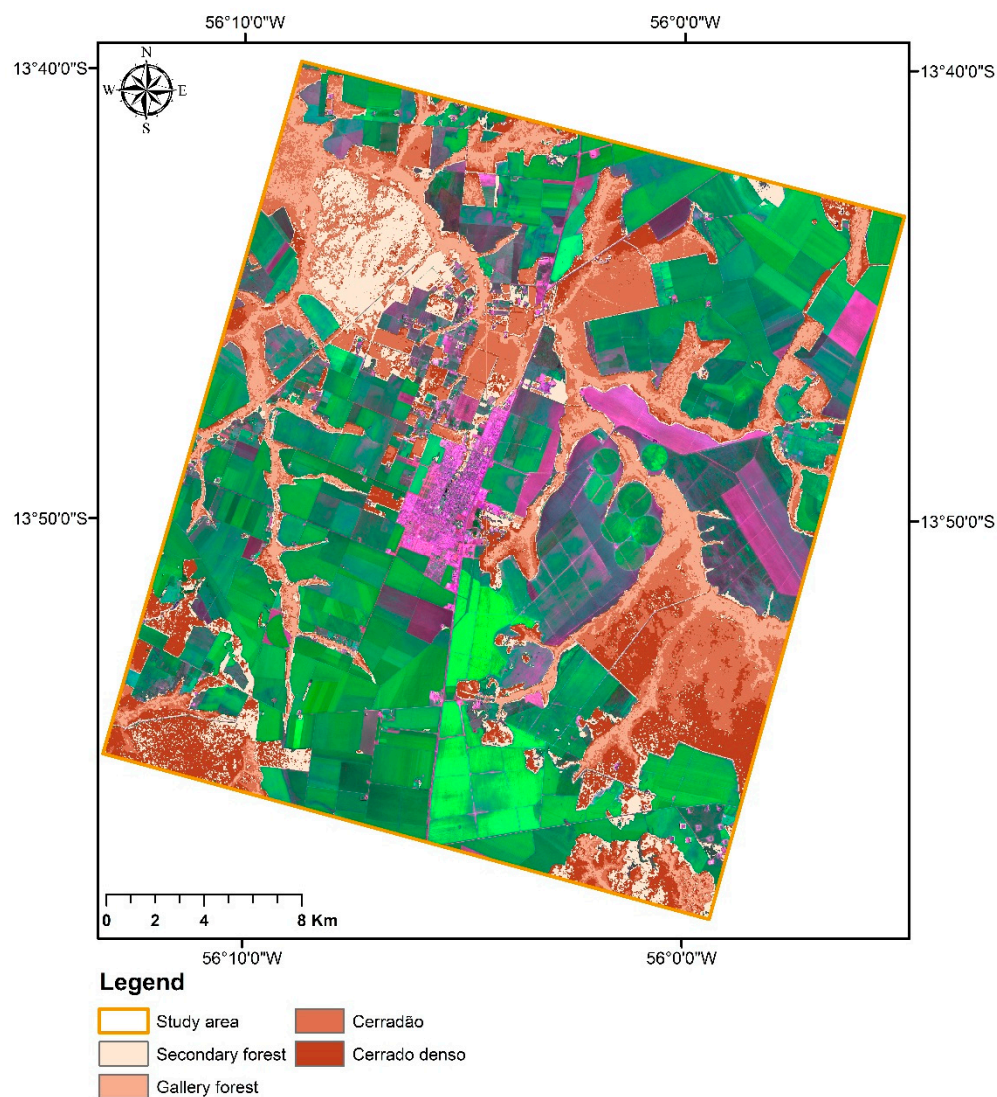 56°10'0"W 56°0'0"W
13°40'0"S 13°40'0"S
N
W E
S
13°50'0"S 13°50'0"S
0 2 4 8 Km
56°10'0"W 56°0'0"W
Legend
Study area Cerradão
Secondary forest Cerrado denso
Gallery forest